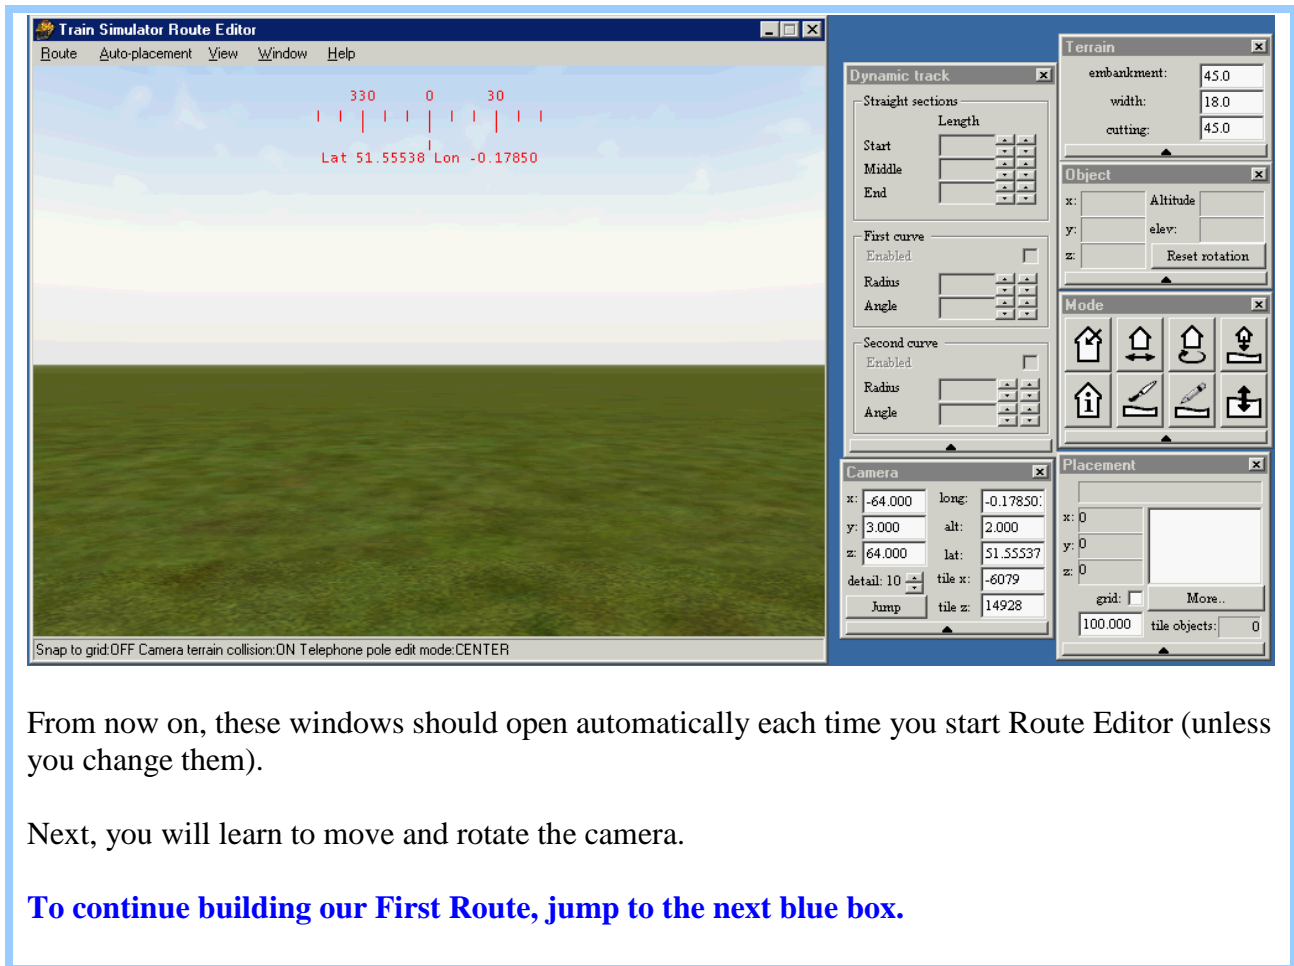 Train Simulator Route Editor
Route Auto-placement View Window Help
330 0 30
Lat 51.55538 Lon -0.17850
Snap to grid:OFF Camera terrain collision:ON Telephone pole edit mode:CENTER
Dynamic track
Straight sections
Length
Start
Middle
End
First curve
Enabled
Radius
Angle
Second curve
Enabled
Radius
Angle
Camera
x: -64.000 long: -0.17850:
y: 3.000 alt: 2.000
z: 64.000 lat: 51.55537
detail: 10 tile x: -6079
Jump tile z: 14928
Terrain
embankment: 45.0
width: 18.0
cutting: 45.0
Object
x: Altitude
y: elev:
z: Reset rotation
Mode
Placement
x: 0
y: 0
z: 0
grid: More..
100.000 tile objects: 0
From now on, these windows should open automatically each time you start Route Editor (unless
you change them).
Next, you will learn to move and rotate the camera.
To continue building our First Route, jump to the next blue box.